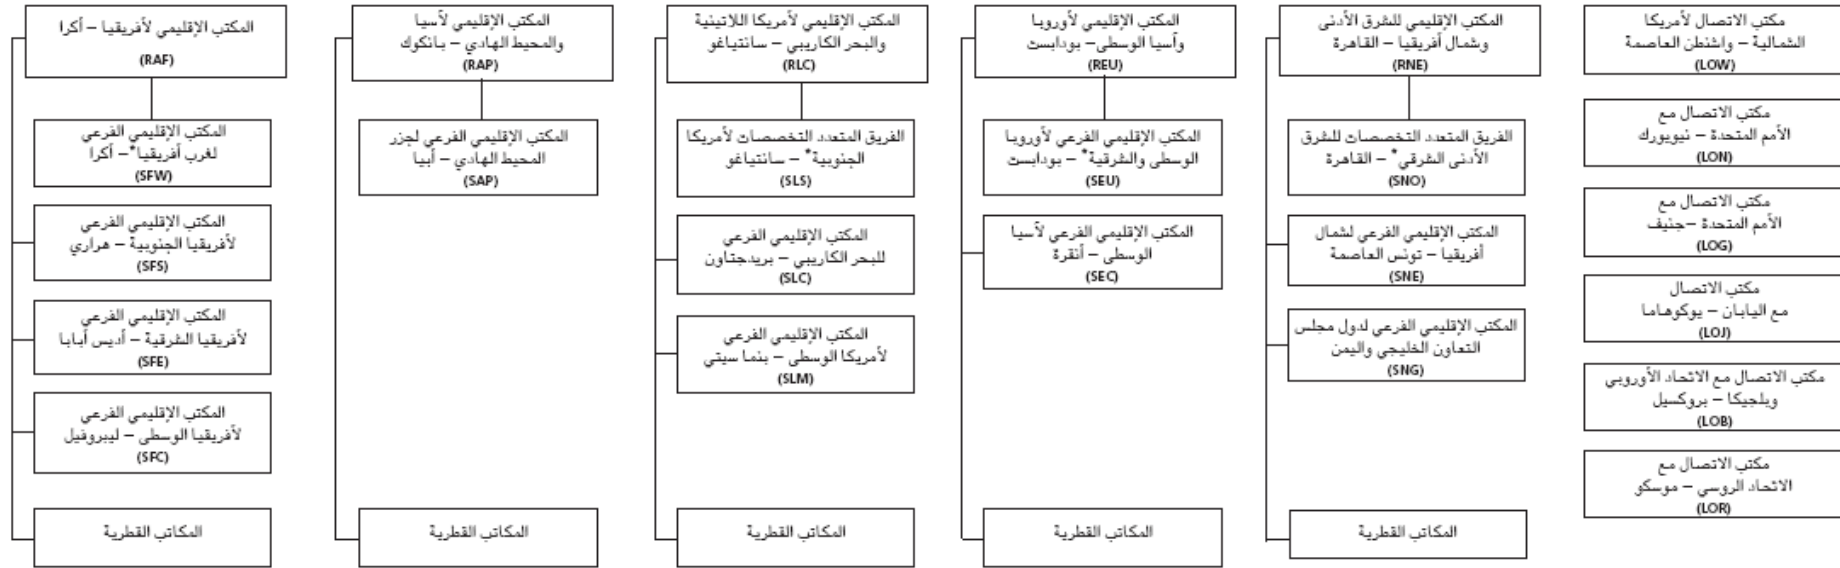 المكتب الإقليمي لأفريقيا – أكرا
(RAF)
المكتب الإقليمي الفرعي
لغرب أفريقيا*– أكرا
(SFW)
المكتب الإقليمي الفرعي
لأفريقيا الجنوبية – هراري
(SFS)
المكتب الإقليمي الفرعي
لأفريقيا الشرقية – أديس أبابا
(SFE)
المكتب الإقليمي الفرعي
لأفريقيا الوسطى – ليبروفيل
(SFC)
المكاتب القطرية
المكتب الإقليمي لآسيا
والمحيط الهادي – بانكوك
(RAP)
المكتب الإقليمي الفرعي لجزر
المحيط الهادي – أبيا
(SAP)
المكاتب القطرية
المكتب الإقليمي لأمريكا اللاتينية
والبحر الكاريبي – سانتياغو
(RLC)
الفريق المتعدد التخصصات لأمريكا
الجنوبية* – سانتياغو
(SLS)
المكتب الإقليمي الفرعي
للبحر الكاريبي – بريدجتاون
(SLC)
المكتب الإقليمي الفرعي
لأمريكا الوسطى – بنما سيتي
(SLM)
المكاتب القطرية
المكتب الإقليمي لأوروبا
وآسيا الوسطى– بودابست
(REU)
المكتب الإقليمي الفرعي لأوروبا
الوسطى والشرقية* – بودابست
(SEU)
المكتب الإقليمي الفرعي لآسيا
الوسطى – أنقرة
(SEC)
المكاتب القطرية
المكتب الإقليمي للشرق الأدنى
وشمال أفريقيا – القاهرة
(RNE)
الفريق المتعدد التخصصات للشرق
الأدنى الشرقي* – القاهرة
(SNO)
المكتب الإقليمي الفرعي لشمال
أفريقيا – تونس العاصمة
(SNE)
المكتب الإقليمي الفرعي لدول مجلس
التعاون الخليجي واليمن
(SNG)
المكاتب القطرية
مكتب الاتصال لأمريكا
الشمالية – واشنطن العاصمة
(LOW)
مكتب الاتصال مع
الأمم المتحدة – نيويورك
(LON)
مكتب الاتصال مع
الأمم المتحدة –جنيف
(LOG)
مكتب الاتصال
مع اليابان – يوكوهاما
(LOJ)
مكتب الاتصال مع الاتحاد الأوروبي
وبلجيكا – بروكسيل
(LOB)
مكتب الاتصال مع
الاتحاد الروسي – موسكو
(LOR)